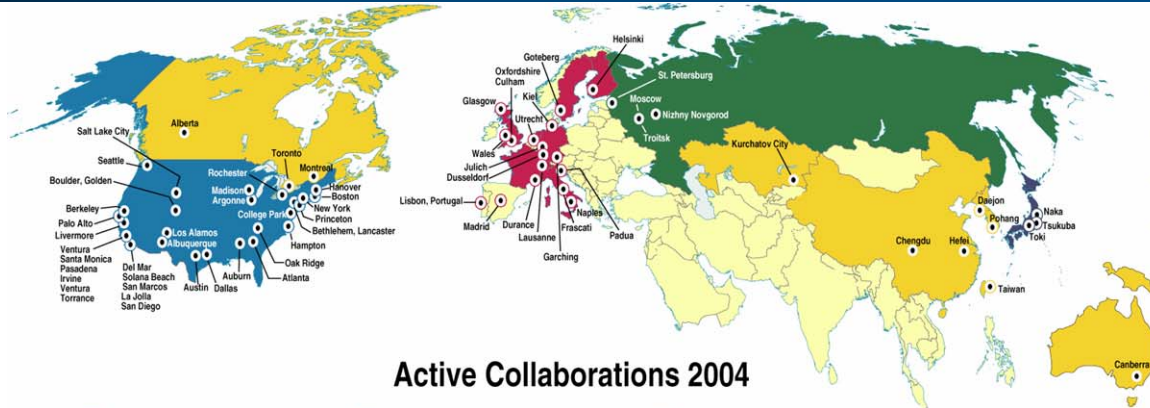 Alberta
Salt Lake City
Seattle
Boulder, Golden
Berkeley
Palo Alto
Livermore
Ventura
Santa Monica
Pasadena
Irvine
Ventura
Torrance
Del Mar
Solana Beach
San Marcos
La Jolla
San Diego
Los Alamos
Albuquerque
Austin
Dallas
Auburn
Atlanta
Oak Ridge
Hampton
College Park
Madison
Argonne
Rochester
Toronto
Montreal
Hanover
Boston
New York
Princeton
Bethlehem, Lancaster
Helsinki
Goteborg
Oxfordshire
Culham
Kiel
Glasgow
Utrecht
Wales
Julich
Dusseldorf
Lisbon, Portugal
Madrid
Durance
Lausanne
Garching
Frascati
Naples
Padua
St. Petersburg
Moscow
Nizhny Novgorod
Troitsk
Kurchatov City
Chengdu
Hefei
Daejon
Pohang
Naka
Tsukuba
Toki
Taiwan
Canberra
Active Collaborations 2004